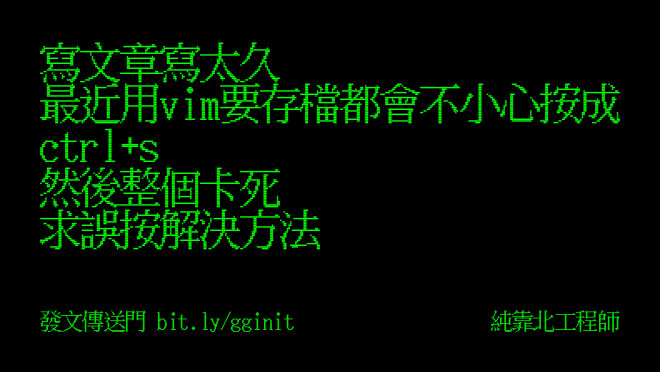 寫文章寫太久
最近用vim要存檔都會不小心按成
ctrl+s
然後整個卡死
求誤按解決方法
發文傳送門 bit.ly/gginit
純靠北工程師